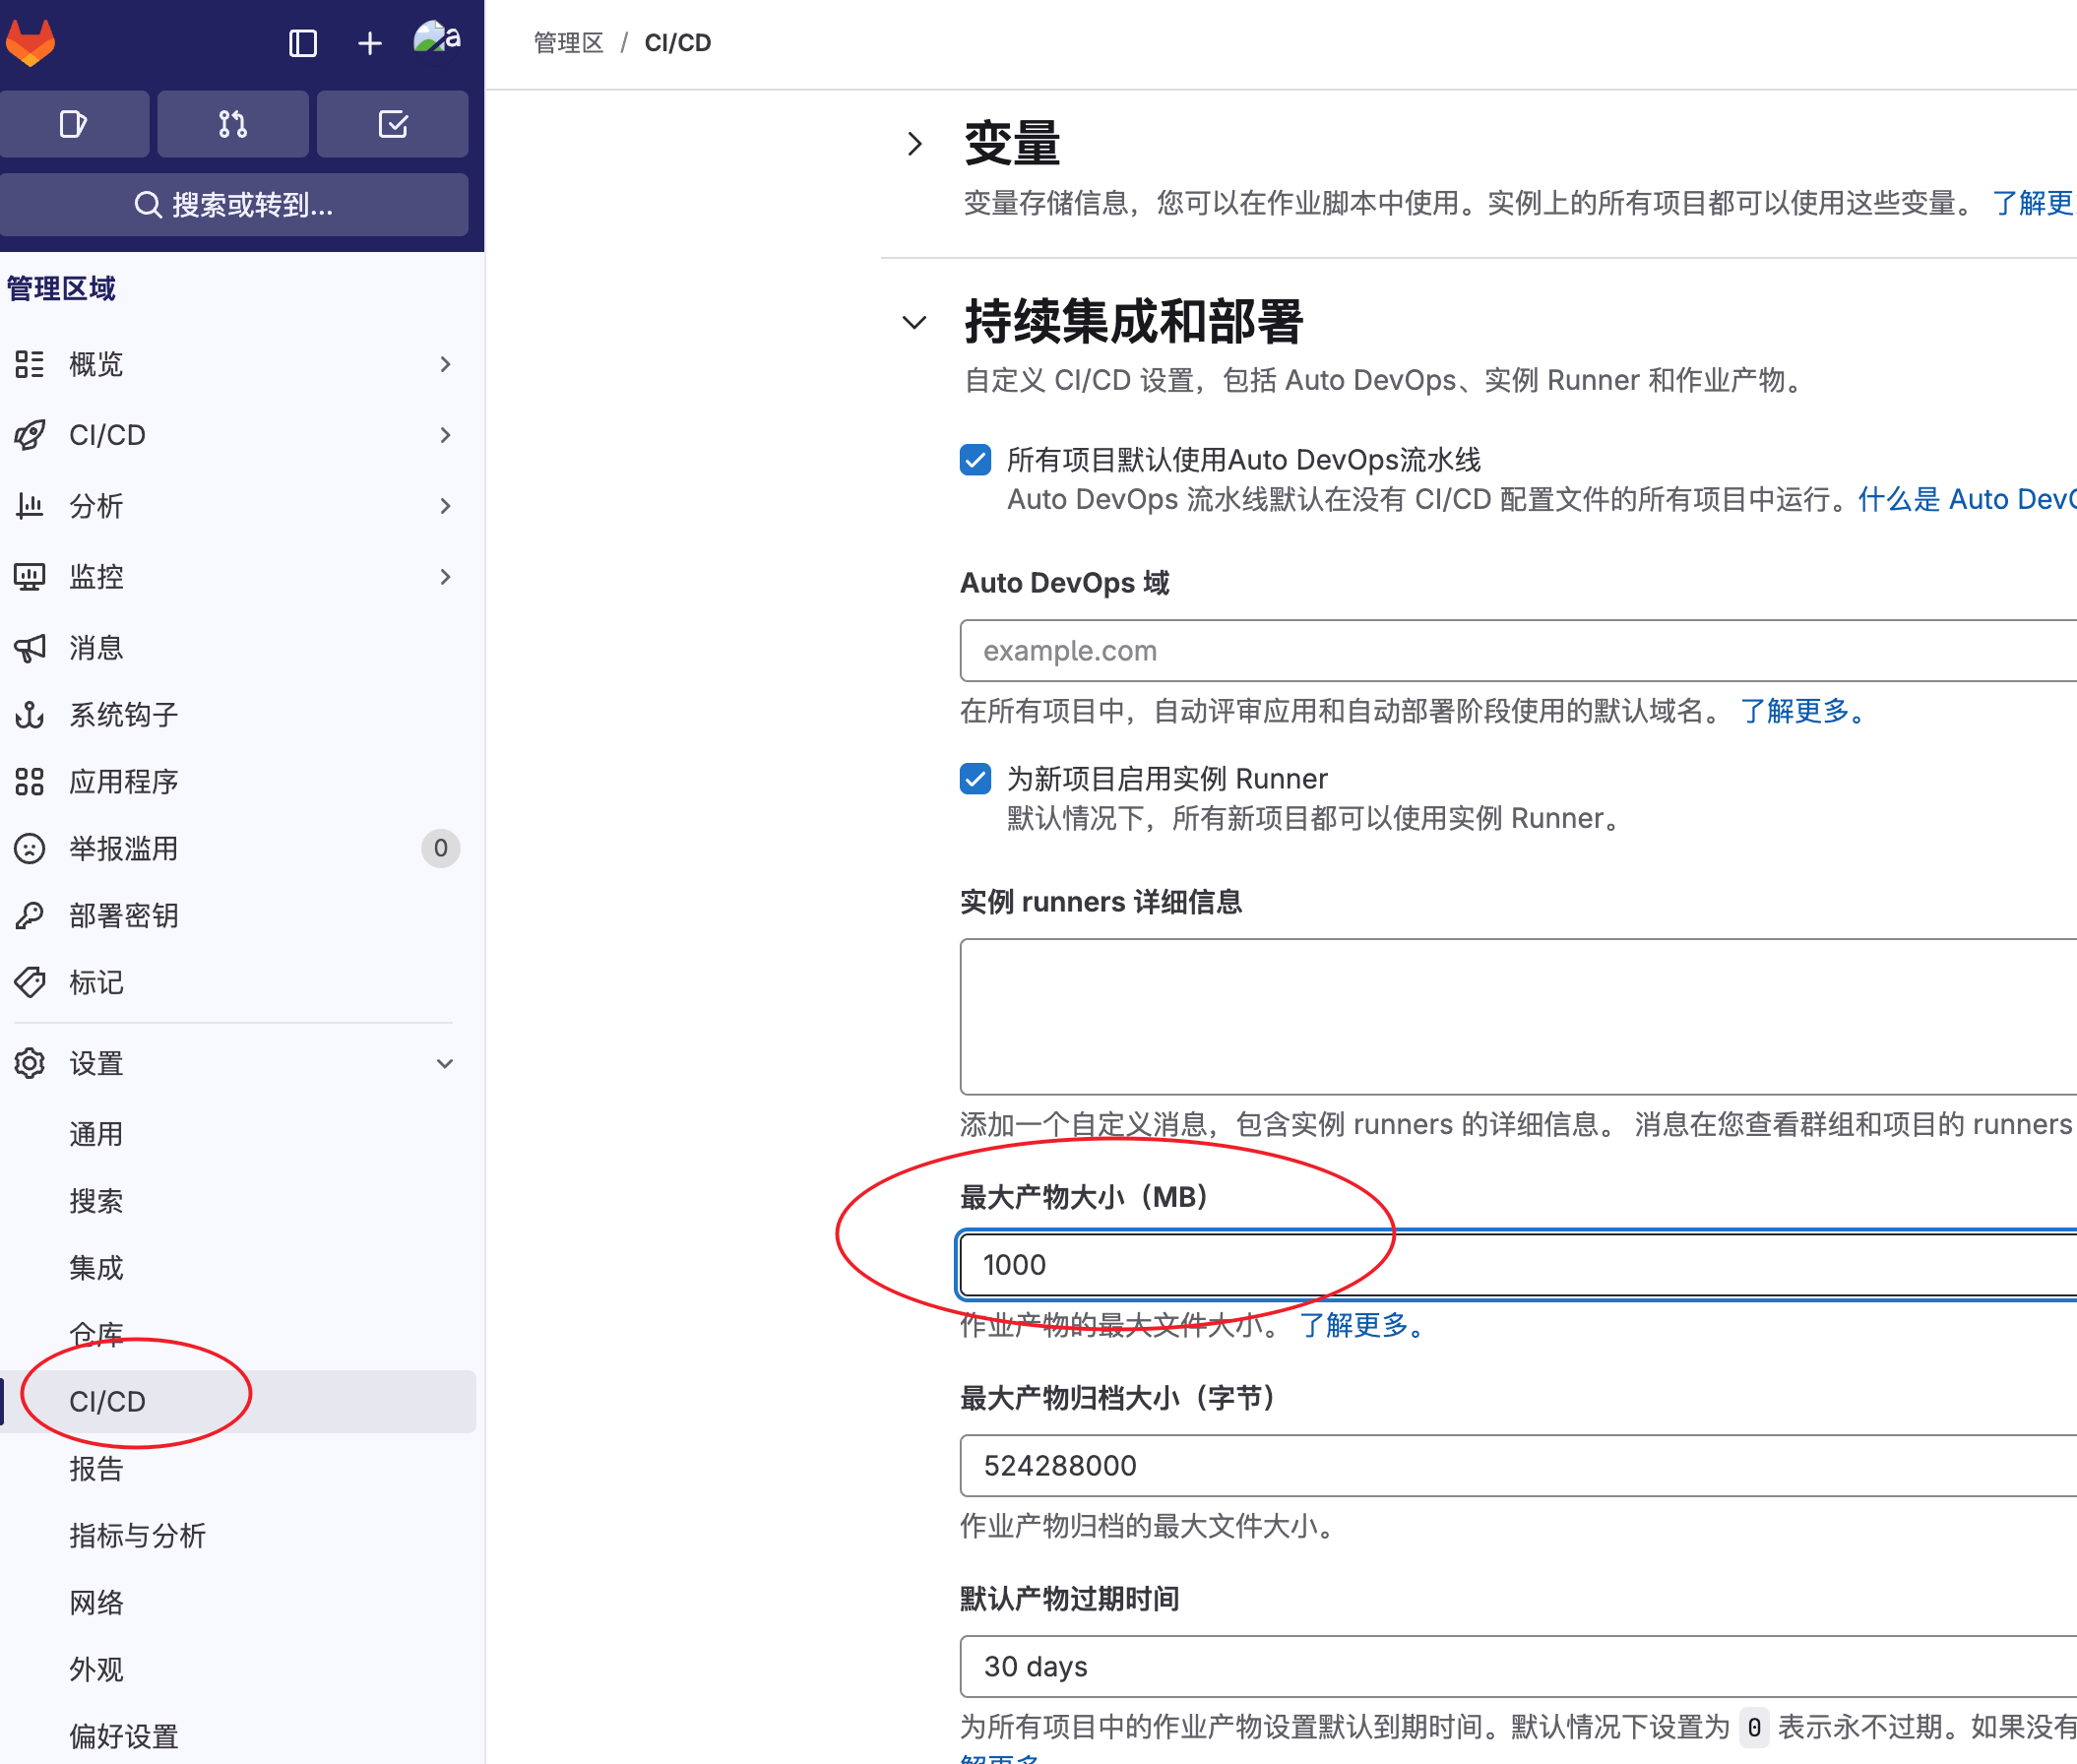 a
搜索或转到...
管理区域
概览
CI/CD
分析
监控
消息
系统钩子
应用程序
举报滥用
0
部署密钥
标记
设置
通用
搜索
集成
仓库
CI/CD
报告
指标与分析
网络
外观
偏好设置
管理区 / CI/CD
变量
变量存储信息，您可以在作业脚本中使用。实例上的所有项目都可以使用这些变量。 了解更
持续集成和部署
自定义 CI/CD 设置，包括 Auto DevOps、实例 Runner 和作业产物。
所有项目默认使用Auto DevOps流水线
Auto DevOps 流水线默认在没有 CI/CD 配置文件的所有项目中运行。什么是 Auto DevO
Auto DevOps 域
example.com
在所有项目中，自动评审应用和自动部署阶段使用的默认域名。 了解更多。
为新项目启用实例 Runner
默认情况下，所有新项目都可以使用实例 Runner。
实例 runners 详细信息
添加一个自定义消息，包含实例 runners 的详细信息。 消息在您查看群组和项目的 runners
最大产物大小（MB）
1000
作业产物的最大文件大小。 了解更多。
最大产物归档大小（字节）
524288000
作业产物归档的最大文件大小。
默认产物过期时间
30 days
为所有项目中的作业产物设置默认到期时间。默认情况下设置为 0 表示永不过期。如果没有
解更多